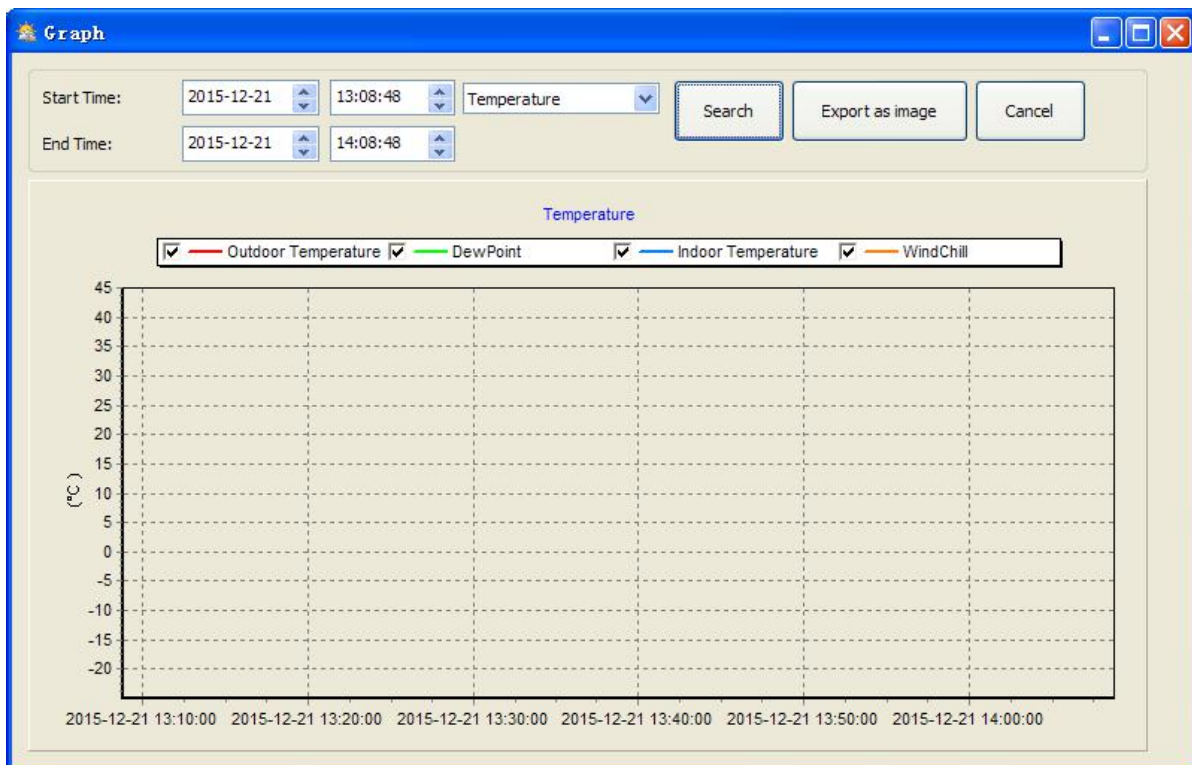 Graph
Start Time: 2015-12-21 13:08:48 Temperature Search Export as image Cancel
End Time: 2015-12-21 14:08:48
Temperature
Outdoor Temperature DewPoint Indoor Temperature WindChill
45
40
35
30
25
20
15
10
5
0
-5
-10
-15
-20
(°C)
2015-12-21 13:10:00 2015-12-21 13:20:00 2015-12-21 13:30:00 2015-12-21 13:40:00 2015-12-21 13:50:00 2015-12-21 14:00:00